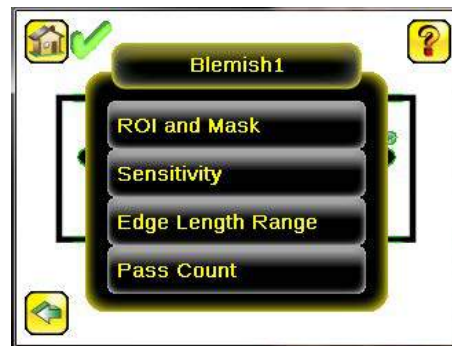 ?
Blemish1
ROI and Mask
Sensitivity
Edge Length Range
Pass Count